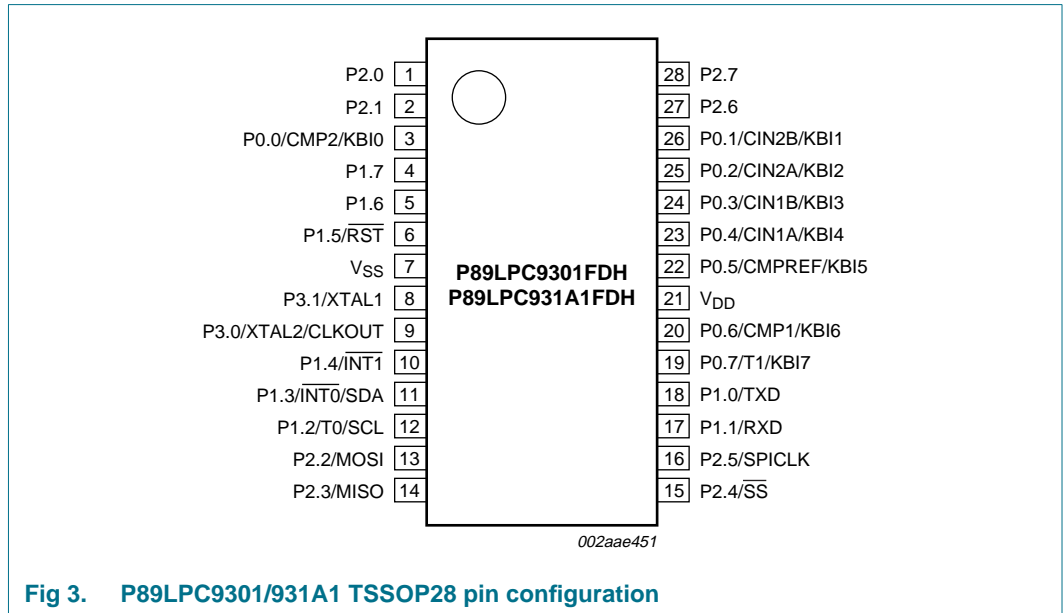 P2.0 1
P2.1 2
P0.0/CMP2/KBI0 3
P1.7 4
P1.6 5
P1.5/R̅S̅T̅ 6
VSS 7
P3.1/XTAL1 8
P3.0/XTAL2/CLKOUT 9
P1.4/I̅N̅T̅1̅ 10
P1.3/I̅N̅T̅0̅/SDA 11
P1.2/T0/SCL 12
P2.2/MOSI 13
P2.3/MISO 14
P89LPC9301FDH
P89LPC931A1FDH
28 P2.7
27 P2.6
26 P0.1/CIN2B/KBI1
25 P0.2/CIN2A/KBI2
24 P0.3/CIN1B/KBI3
23 P0.4/CIN1A/KBI4
22 P0.5/CMPREF/KBI5
21 VDD
20 P0.6/CMP1/KBI6
19 P0.7/T1/KBI7
18 P1.0/TXD
17 P1.1/RXD
16 P2.5/SPICLK
15 P2.4/S̅S̅
002aae451
Fig 3. P89LPC9301/931A1 TSSOP28 pin configuration